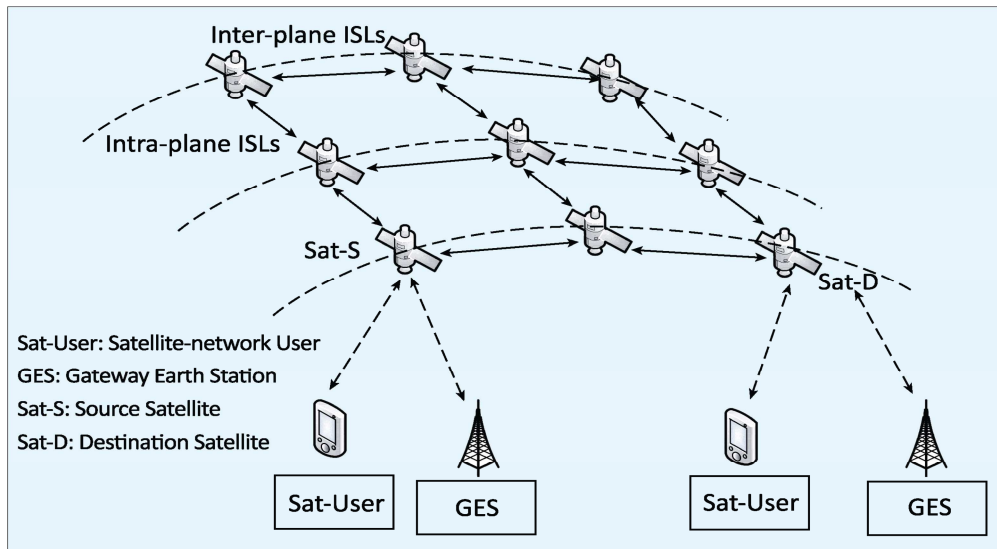 Inter-plane ISLs
Intra-plane ISLs
Sat-S
Sat-D
Sat-User: Satellite-network User
GES: Gateway Earth Station
Sat-S: Source Satellite
Sat-D: Destination Satellite
Sat-User
GES
Sat-User
GES